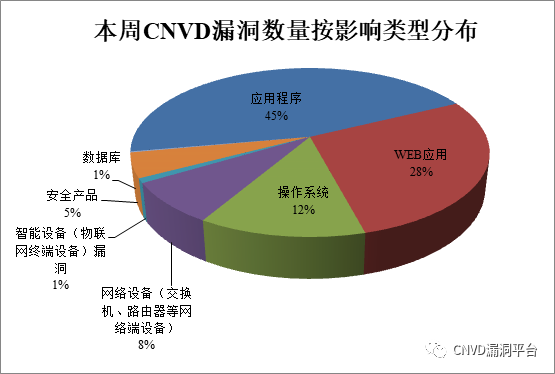 本周CNVD漏洞数量按影响类型分布
应用程序
45%
WEB应用
28%
操作系统
12%
网络设备（交换
机、路由器等网
络端设备）
8%
智能设备（物联
网终端设备）漏
洞
1%
安全产品
5%
数据库
1%
CNVD漏洞平台